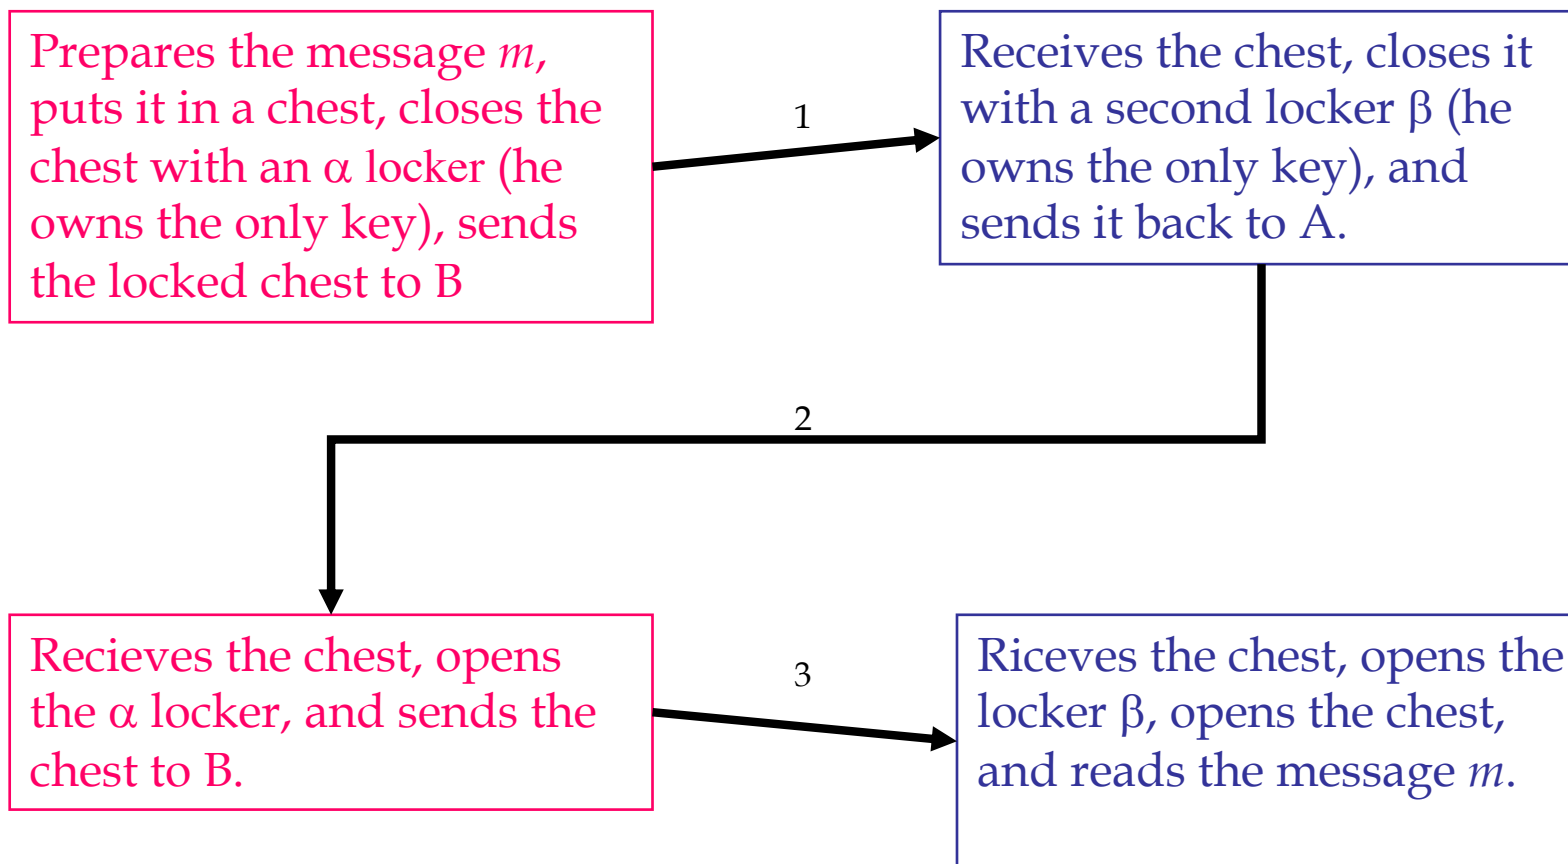 Prepares the message m,
puts it in a chest, closes the
chest with an α locker (he
owns the only key), sends
the locked chest to B
1
Receives the chest, closes it
with a second locker β (he
owns the only key), and
sends it back to A.
2
Recieves the chest, opens
the α locker, and sends the
chest to B.
3
Riceves the chest, opens the
locker β, opens the chest,
and reads the message m.